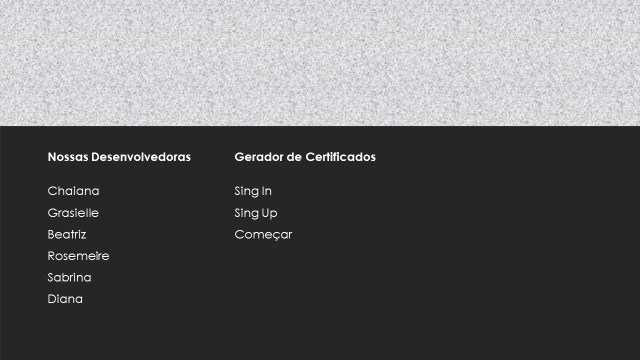 Nossas Desenvolvedoras
Chaiana
Grasielle
Beatriz
Rosemeire
Sabrina
Diana
Gerador de Certificados
Sing In
Sing Up
Começar